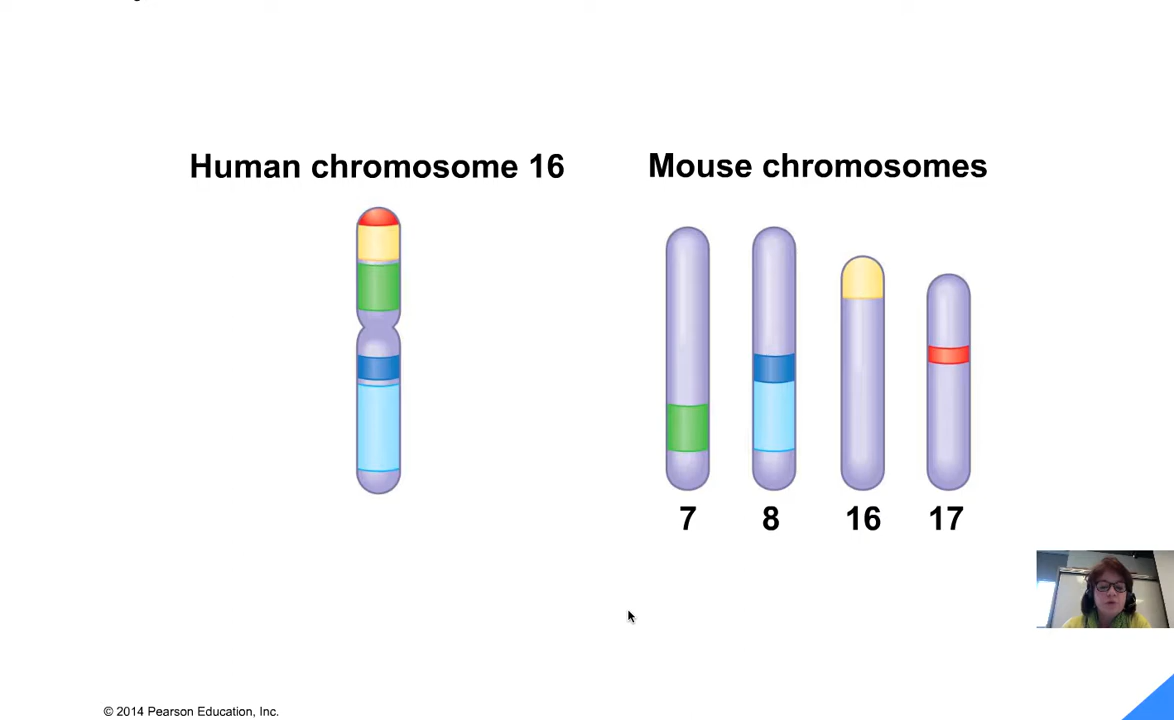 Human chromosome 16
Mouse chromosomes
7 8 16 17
© 2014 Pearson Education, Inc.